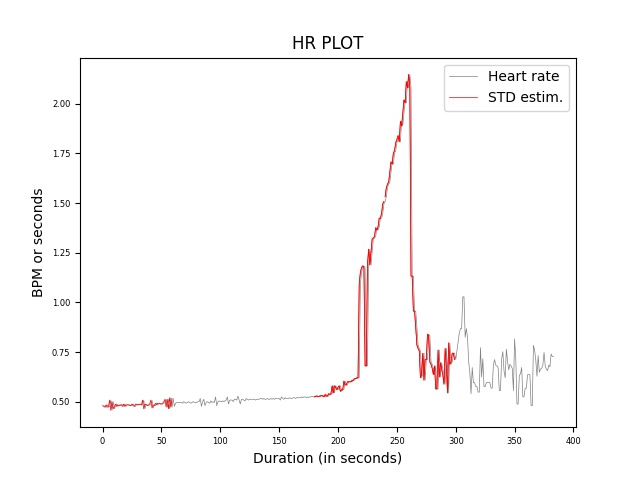 HR PLOT
Heart rate
STD estim.
BPM or seconds
2.00
1.75
1.50
1.25
1.00
0.75
0.50
0 50 100 150 200 250 300 350 400
Duration (in seconds)